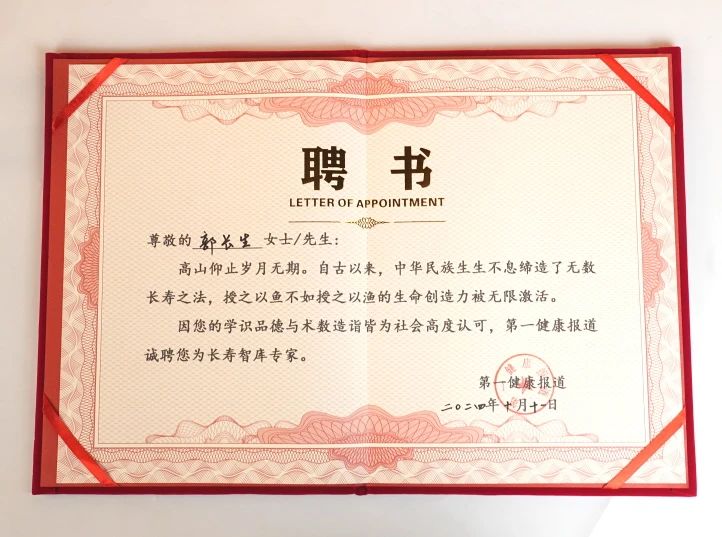 聘书
LETTER OF APPOINTMENT
尊敬的 郭长生 女士/先生：
高山仰止岁月无期。自古以来，中华民族生生不息缔造了无数
长寿之法，授之以鱼不如授之以渔的生命创造力被无限激活。
因您的学识品德与术数造诣皆为社会高度认可，第一健康报道
诚聘您为长寿智库专家。
第一健康报道
二〇二四年十月十一日